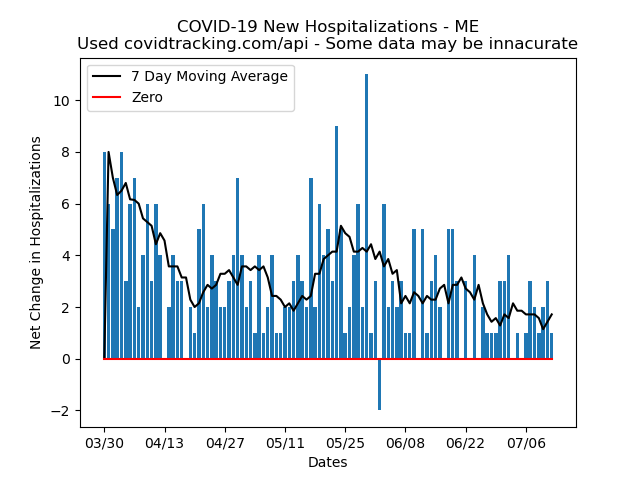 COVID-19 New Hospitalizations - ME
Used covidtracking.com/api - Some data may be innacurate
7 Day Moving Average
Zero
Net Change in Hospitalizations
10
8
6
4
2
0
−2
03/30 04/13 04/27 05/11 05/25 06/08 06/22 07/06
Dates